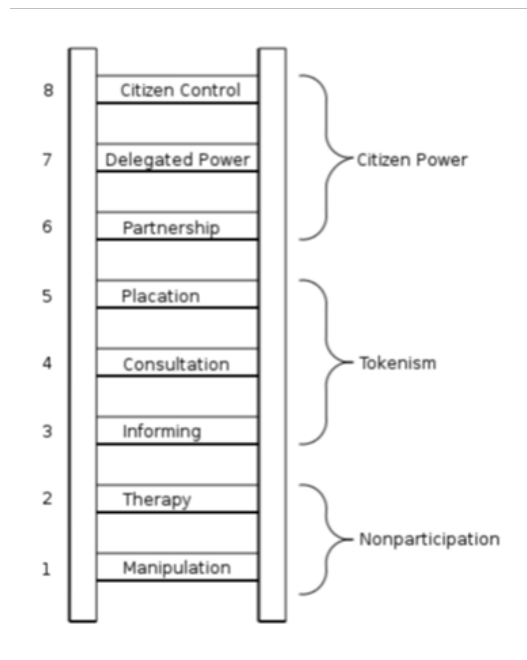 8 Citizen Control
7 Delegated Power Citizen Power
6 Partnership
5 Placation
4 Consultation Tokenism
3 Informing
2 Therapy
Nonparticipation
1 Manipulation